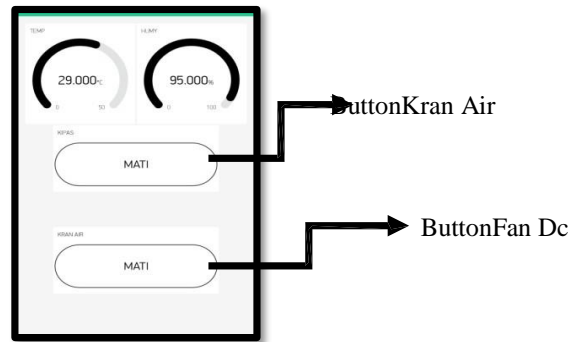 TEMP
HUMY
29.000°C
95.000%
0
50
0
100
KIPAS
MATI
ButtonKran Air
KRAN AIR
MATI
ButtonFan Dc